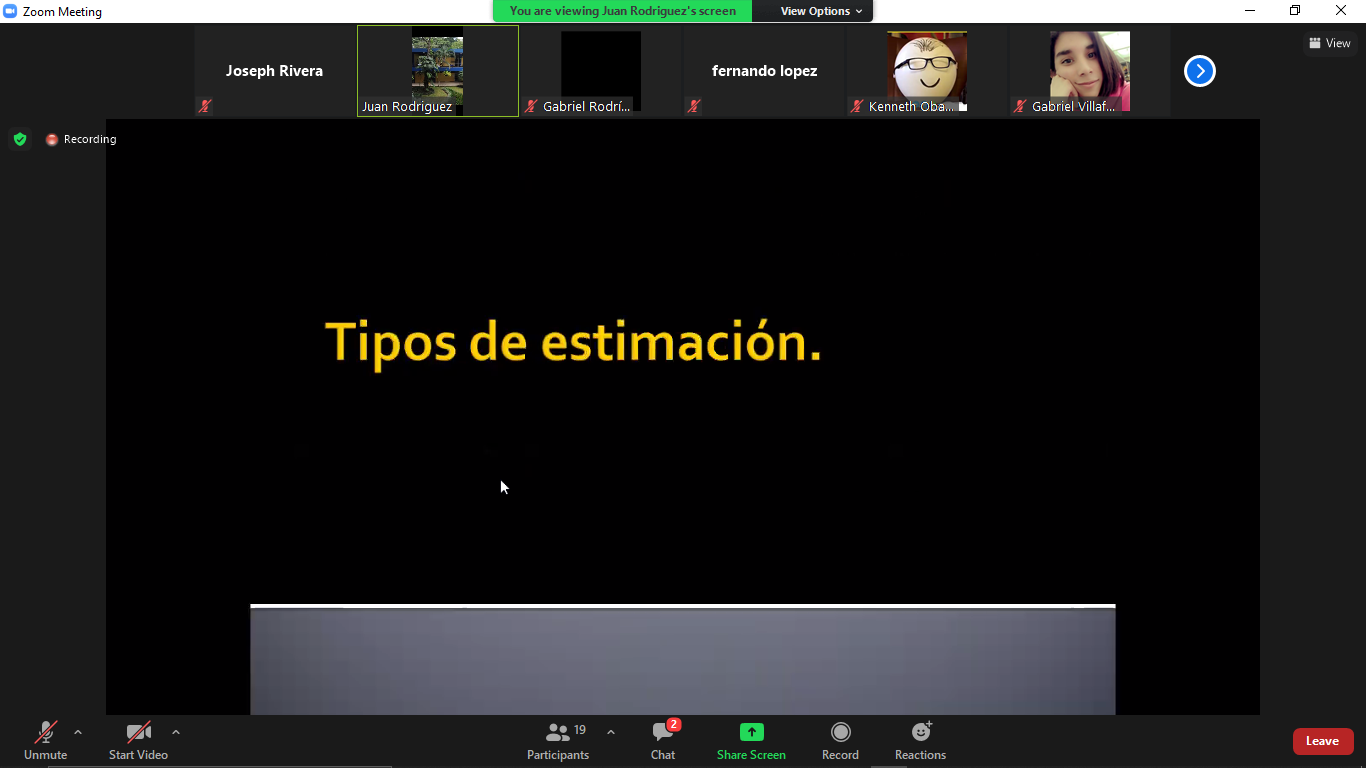 Zoom Meeting
You are viewing Juan Rodriguez's screen
View Options
View
Joseph Rivera
Juan Rodriguez
Gabriel Rodrí...
fernando lopez
Kenneth Oba...
Gabriel Villaf...
Recording
Tipos de estimación.
Unmute
Start Video
Participants
19
Chat
2
Share Screen
Record
Reactions
Leave